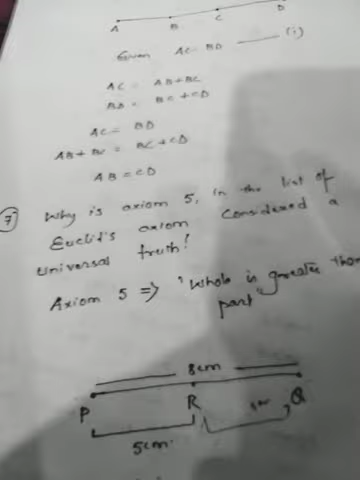 A B C D
Given AC = BD (i)
AC = AB+BC
BD = BC+CD
AC = BD
AB+BC = BC+CD
AB=CD
7 Why is axiom 5, in the list of
Euclid's axiom considered a
universal truth?
Axiom 5 => "Whole is greater than
part"
8cm
P R Q
5cm